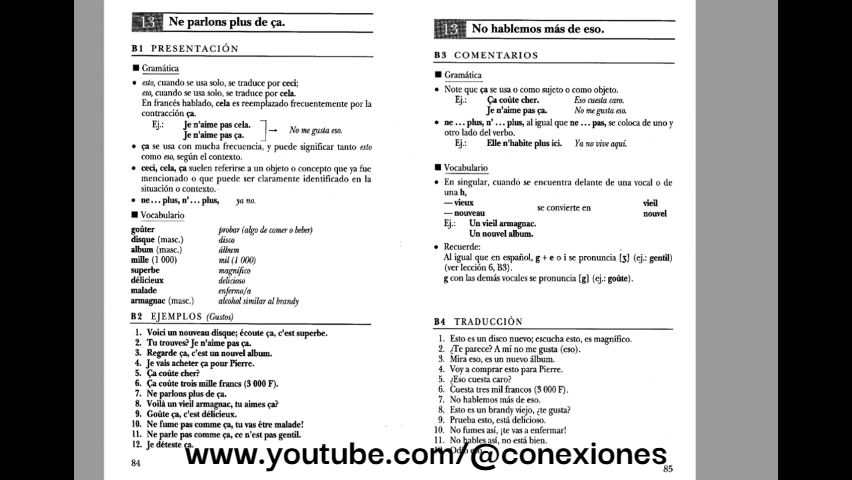 13 Ne parlons plus de ça.
B1 PRESENTACIÓN
■ Gramática
• esto, cuando se usa solo, se traduce por ceci;
eso, cuando se usa solo, se traduce por cela.
En francés hablado, cela es reemplazado frecuentemente por la
contracción ça.
Ej.: Je n'aime pas cela.
Je n'aime pas ça. → No me gusta eso.
• ça se usa con mucha frecuencia, y puede significar tanto esto
como eso, según el contexto.
• ceci, cela, ça suelen referirse a un objeto o concepto que ya fue
mencionado o que puede ser claramente identificado en la
situación o contexto.
• ne... plus, n'... plus, ya no.
■ Vocabulario
goûter probar (algo de comer o beber)
disque (masc.) disco
album (masc.) álbum
mille (1 000) mil (1 000)
superbe magnífico
délicieux delicioso
malade enfermo/a
armagnac (masc.) alcohol similar al brandy
B2 EJEMPLOS (Gustos)
1. Voici un nouveau disque; écoute ça, c'est superbe.
2. Tu trouves? Je n'aime pas ça.
3. Regarde ça, c'est un nouvel album.
4. Je vais acheter ça pour Pierre.
5. Ça coûte cher?
6. Ça coûte trois mille francs (3 000 F).
7. Ne parlons plus de ça.
8. Voilà un vieil armagnac, tu aimes ça?
9. Goûte ça, c'est délicieux.
10. Ne fume pas comme ça, tu vas être malade!
11. Ne parle pas comme ça, ce n'est pas gentil.
12. Je déteste ça.
84
13 No hablemos más de eso.
B3 COMENTARIOS
■ Gramática
• Note que ça se usa o como sujeto o como objeto.
Ej.: Ça coûte cher. Eso cuesta caro.
Je n'aime pas ça. No me gusta eso.
• ne... plus, n'... plus, al igual que ne... pas, se coloca de uno y
otro lado del verbo.
Ej.: Elle n'habite plus ici. Ya no vive aquí.
■ Vocabulario
• En singular, cuando se encuentra delante de una vocal o de
una h,
— vieux vieil
se convierte en
— nouveau nouvel
Ej.: Un vieil armagnac.
Un nouvel album.
• Recuerde:
Al igual que en español, g + e o i se pronuncia [ʒ] (ej.: gentil)
(ver lección 6, B3).
g con las demás vocales se pronuncia [g] (ej.: goûte).
B4 TRADUCCIÓN
1. Esto es un disco nuevo; escucha esto, es magnífico.
2. ¿Te parece? A mí no me gusta (eso).
3. Mira eso, es un nuevo álbum.
4. Voy a comprar esto para Pierre.
5. ¿Eso cuesta caro?
6. Cuesta tres mil francos (3 000 F).
7. No hablemos más de eso.
8. Esto es un brandy viejo, ¿te gusta?
9. Prueba esto, está delicioso.
10. No fumes así, ¡te vas a enfermar!
11. No hables así, no está bien.
85
www.youtube.com/@conexiones